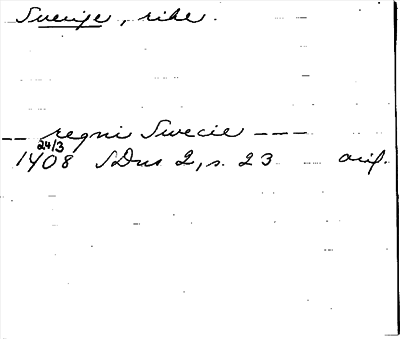 Sverige, rike.
-- regni Swecie ----
24/3
1408 SDns 2, s. 23 orig.